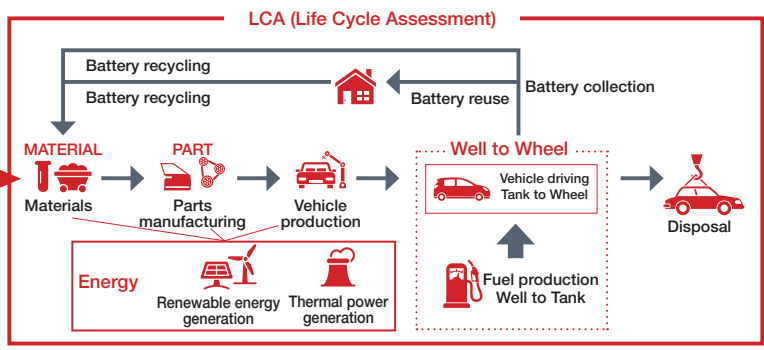 LCA (Life Cycle Assessment)
Battery recycling
Battery recycling
Battery reuse
Battery collection
MATERIAL
Materials
PART
Parts
manufacturing
Vehicle
production
Well to Wheel
Vehicle driving
Tank to Wheel
Fuel production
Well to Tank
Disposal
Energy
Renewable energy
generation
Thermal power
generation